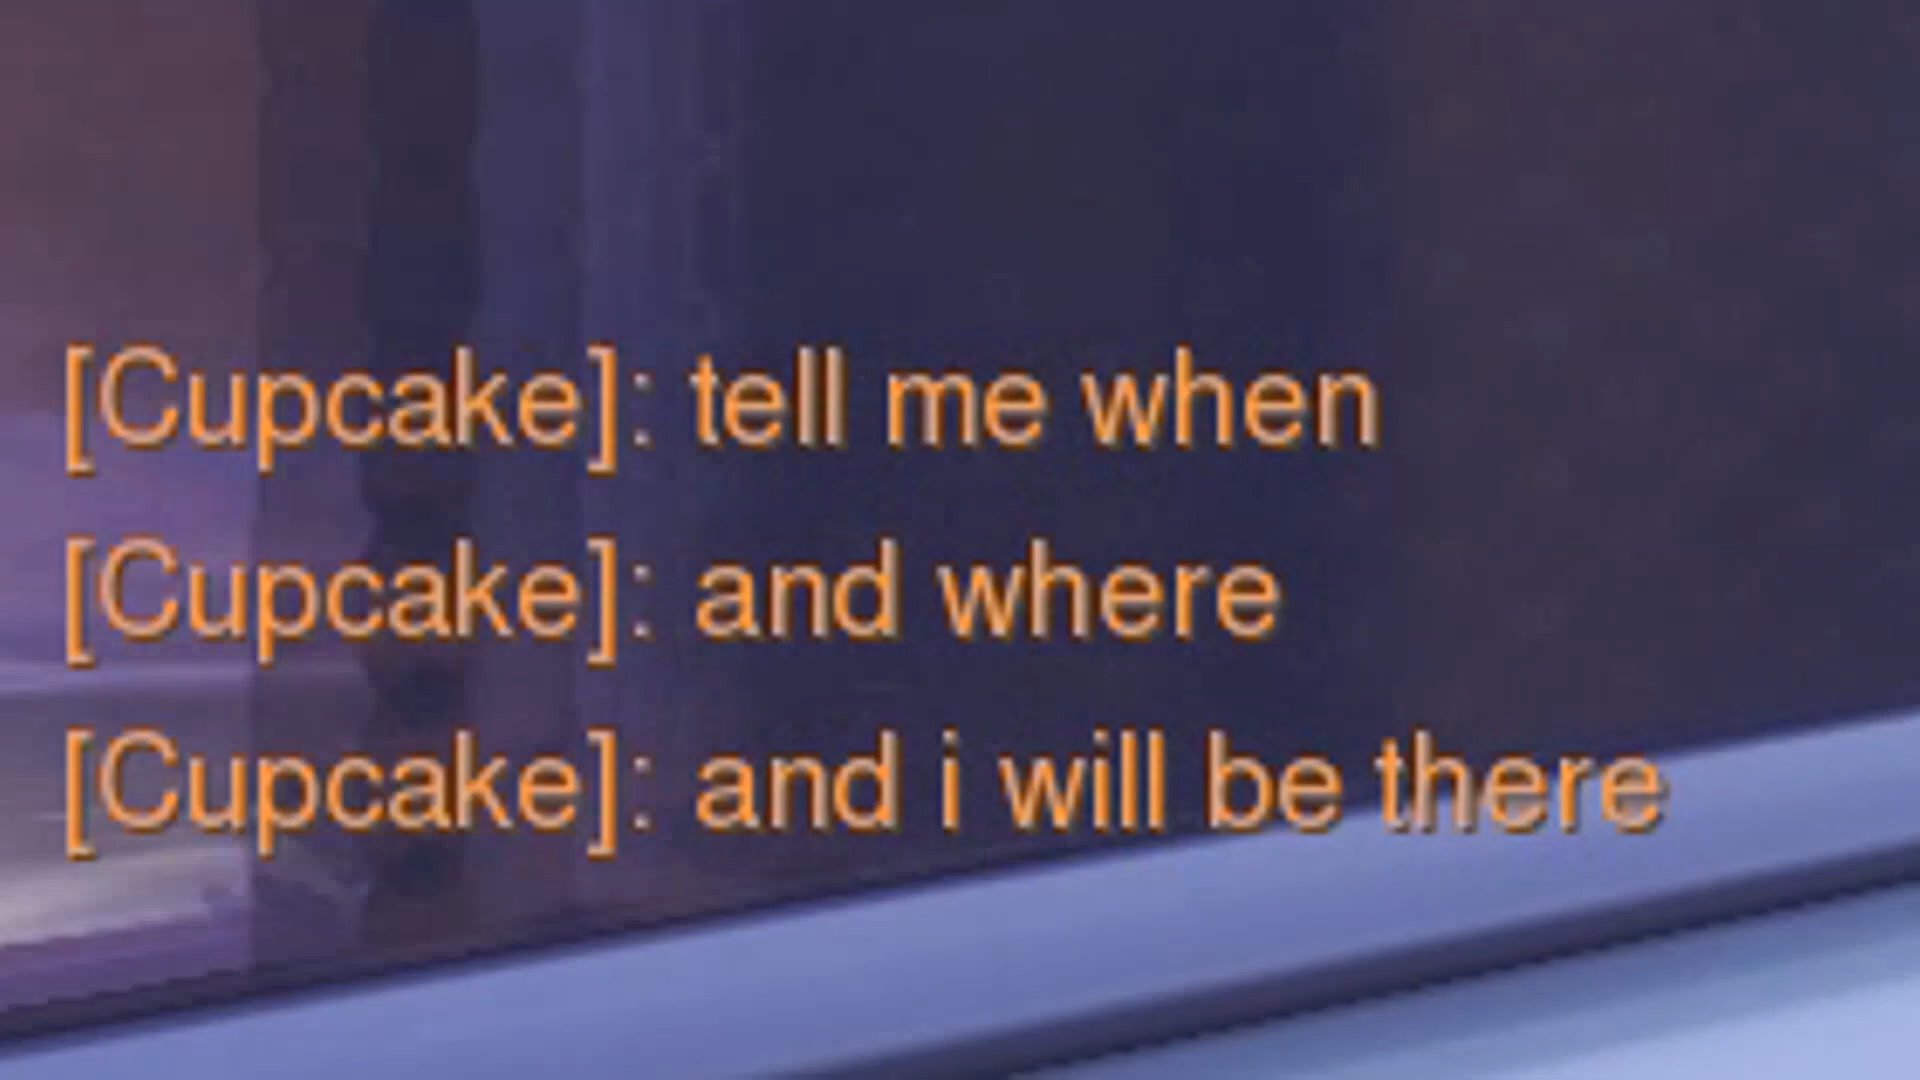 [Cupcake]: tell me when
[Cupcake]: and where
[Cupcake]: and i will be there